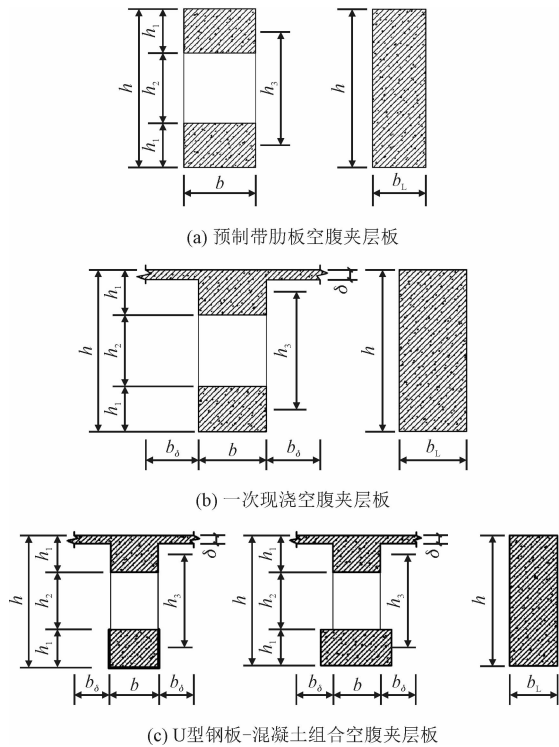 h
h₁
h₂
h₁
h₃
b
h
b_L
(a) 预制带肋板空腹夹层板
h
h₁
h₂
h₁
h₃
δ
b_δ
b
b_δ
h
b_L
(b) 一次现浇空腹夹层板
h
h₁
h₂
h₁
h₃
δ
b_δ
b
b_δ
h
h₁
h₂
h₁
h₃
δ
b_δ
b
b_δ
h
b_L
(c) U型钢板-混凝土组合空腹夹层板